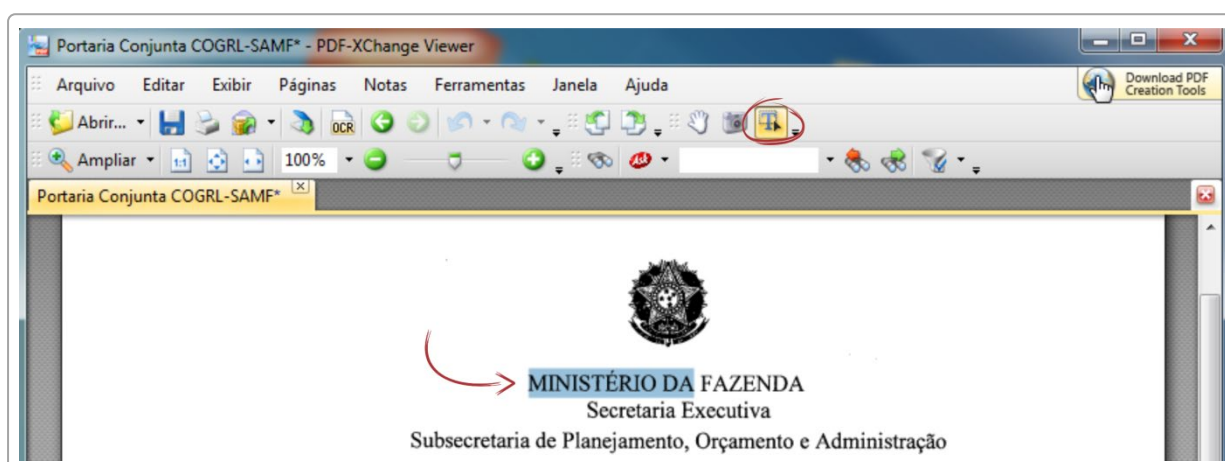 Portaria Conjunta COGRL-SAMF* - PDF-XChange Viewer
Arquivo Editar Exibir Páginas Notas Ferramentas Janela Ajuda
Download PDF
Creation Tools
Abrir... OCR T
Ampliar 1:1 100% Ask
Portaria Conjunta COGRL-SAMF*
MINISTÉRIO DA FAZENDA
Secretaria Executiva
Subsecretaria de Planejamento, Orçamento e Administração